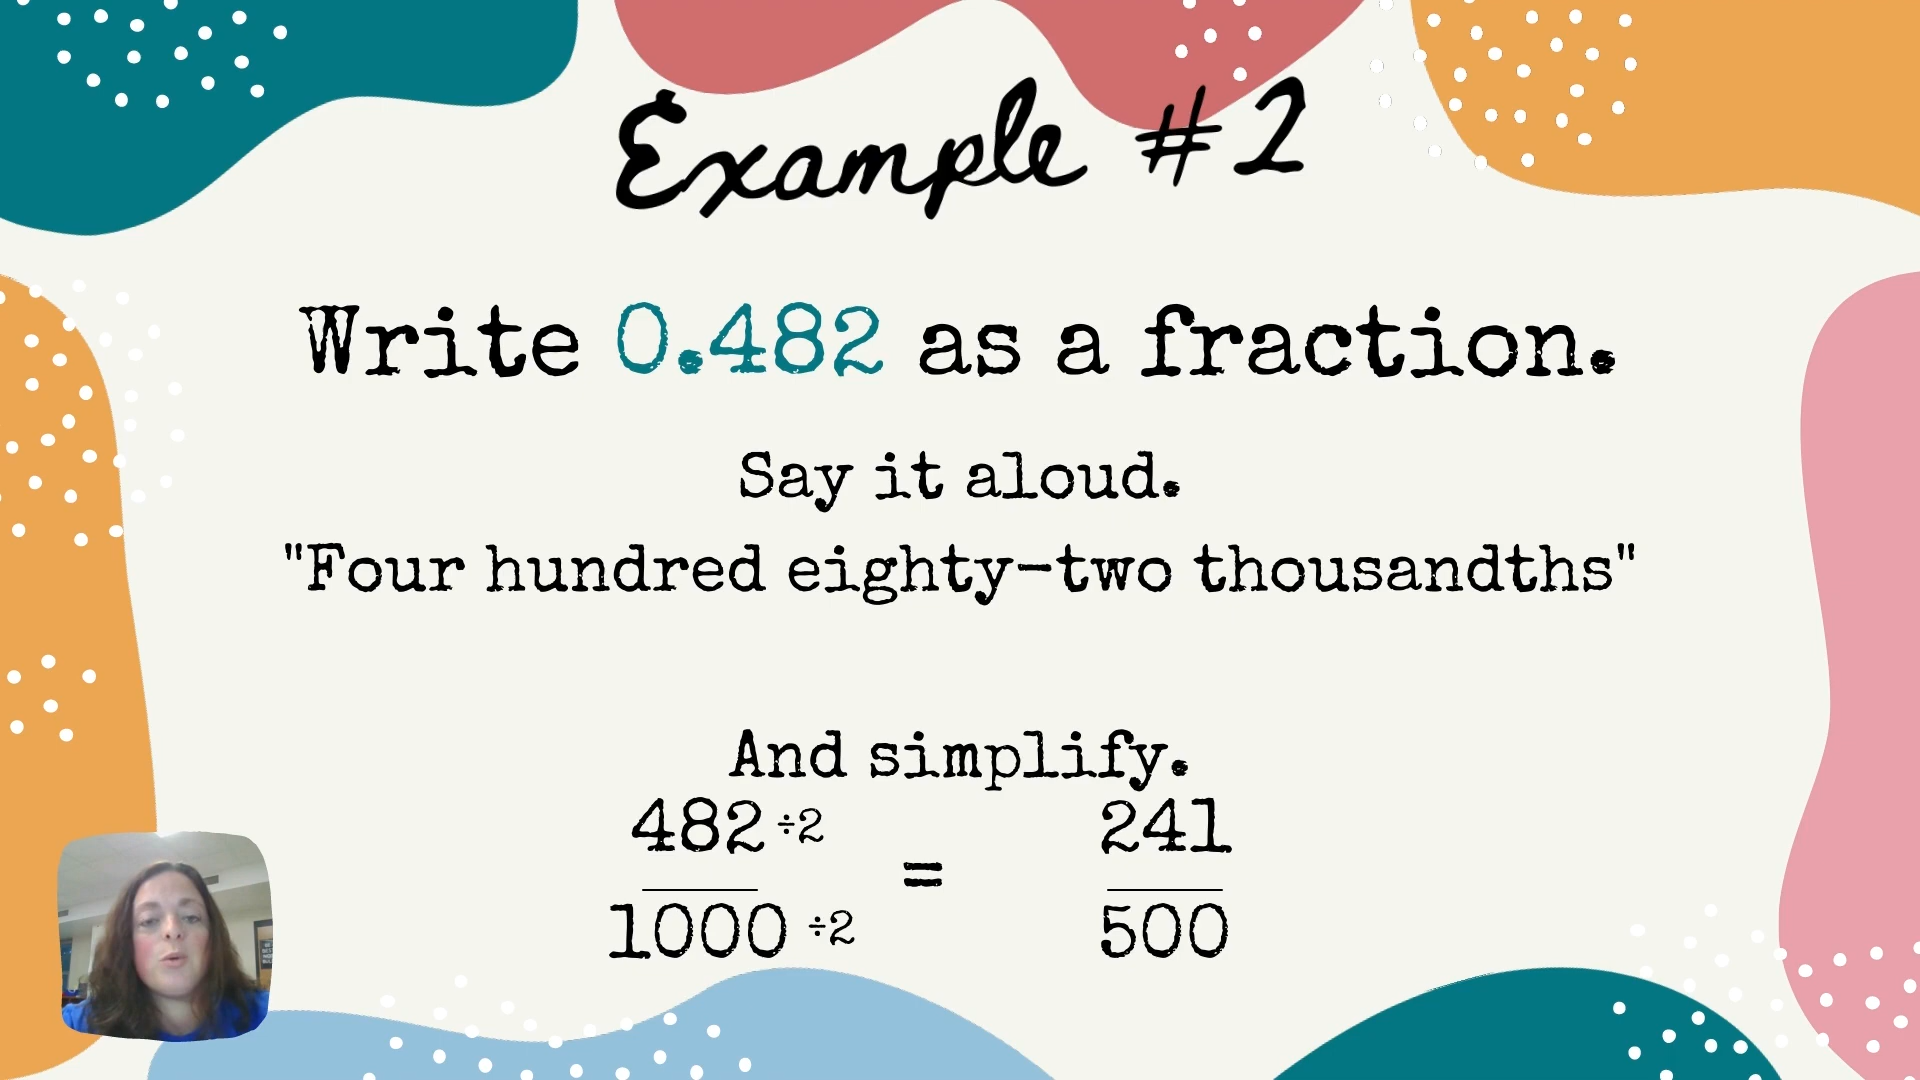 Example #2
Write 0.482 as a fraction.
Say it aloud.
"Four hundred eighty-two thousandths"
And simplify.
482 ÷2
1000 ÷2
=
241
500